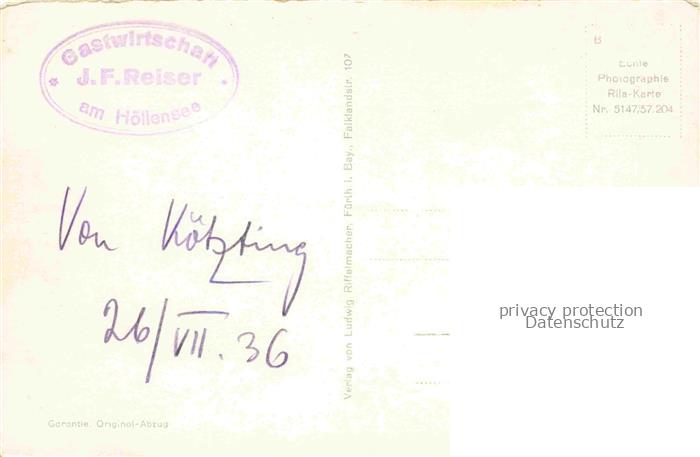 Gastwirtschaft
J. F. Reiser
am Höllensee
Von Kötzting
26/VII. 36
Garantie. Original-Abzug
Verlag von Ludwig Riffelmacher, Fürth i. Bay., Falklandstr. 107
B
Echte
Photographie
Rila-Karte
Nr. 5147/57.204
privacy protection
Datenschutz